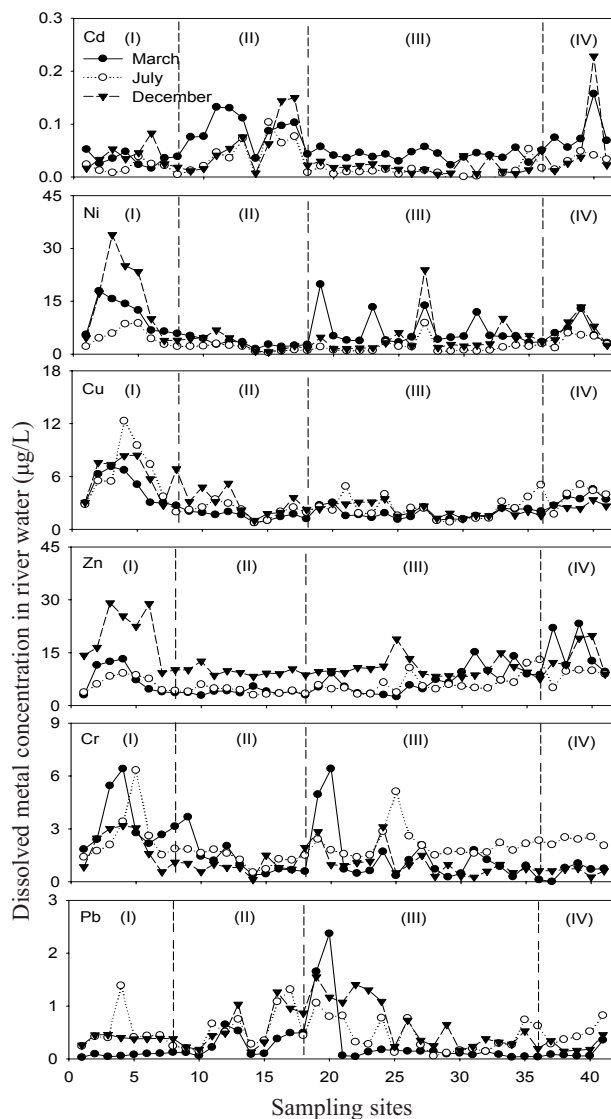 Dissolved metal concentration in river water (µg/L)
Cd (I) (II) (III) (IV)
March
July
December
0.3
0.2
0.1
0.0
Ni (I) (II) (III) (IV)
45
30
15
0
Cu (I) (II) (III) (IV)
18
12
6
0
Zn (I) (II) (III) (IV)
45
30
15
0
Cr (I) (II) (III) (IV)
9
6
3
0
Pb (I) (II) (III) (IV)
3
2
1
0
0 5 10 15 20 25 30 35 40
Sampling sites